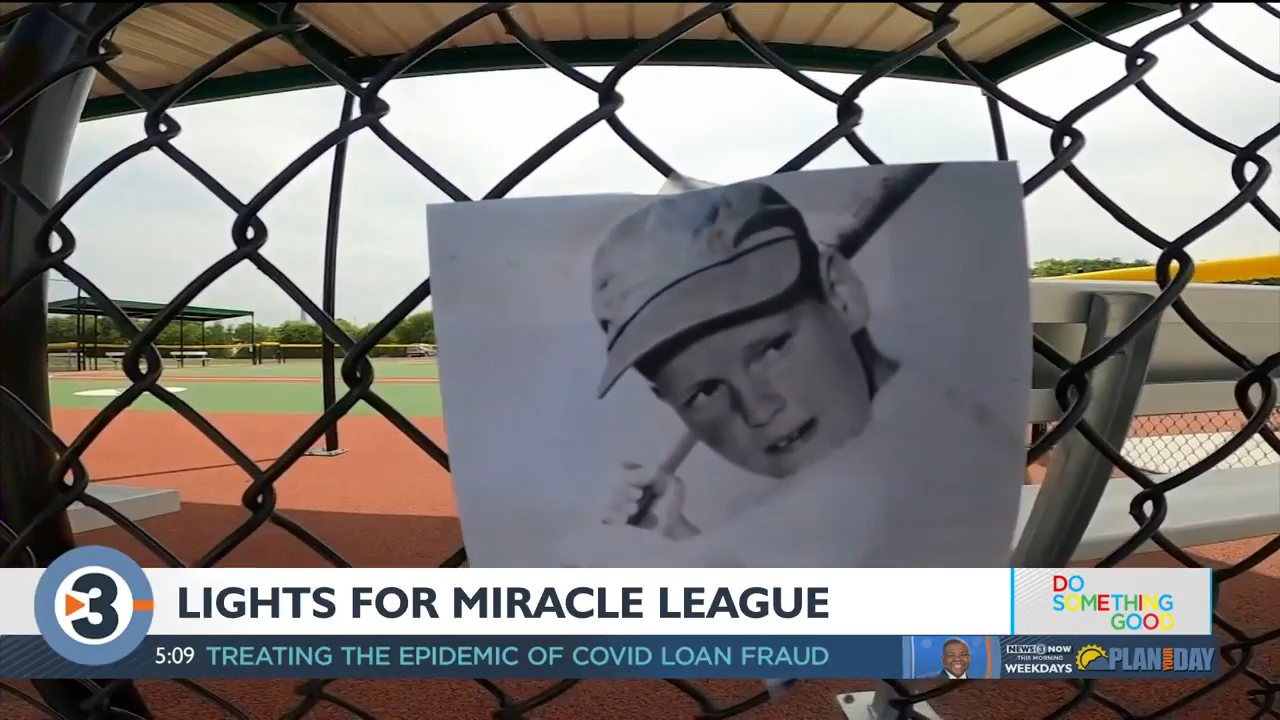 3
LIGHTS FOR MIRACLE LEAGUE
DO
SOMETHING
GOOD
5:09 TREATING THE EPIDEMIC OF COVID LOAN FRAUD
NEWS 3 NOW
THIS MORNING
WEEKDAYS
PLAN YOUR DAY